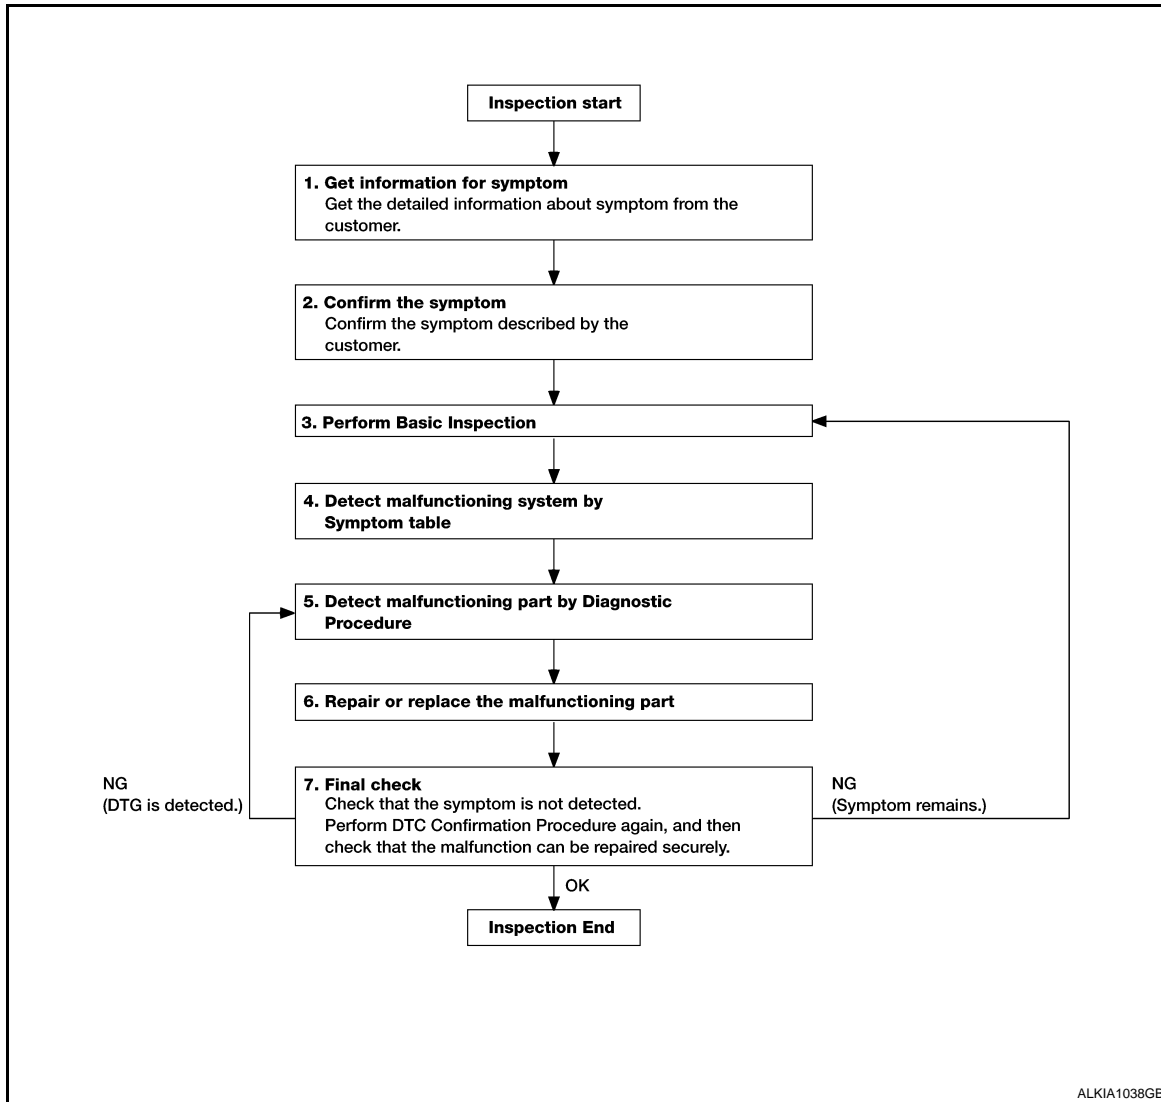 Inspection start
1. Get information for symptom
Get the detailed information about symptom from the
customer.
2. Confirm the symptom
Confirm the symptom described by the
customer.
3. Perform Basic Inspection
4. Detect malfunctioning system by
Symptom table
5. Detect malfunctioning part by Diagnostic
Procedure
6. Repair or replace the malfunctioning part
NG
(DTG is detected.)
7. Final check
Check that the symptom is not detected.
Perform DTC Confirmation Procedure again, and then
check that the malfunction can be repaired securely.
NG
(Symptom remains.)
OK
Inspection End
ALKIA1038GB